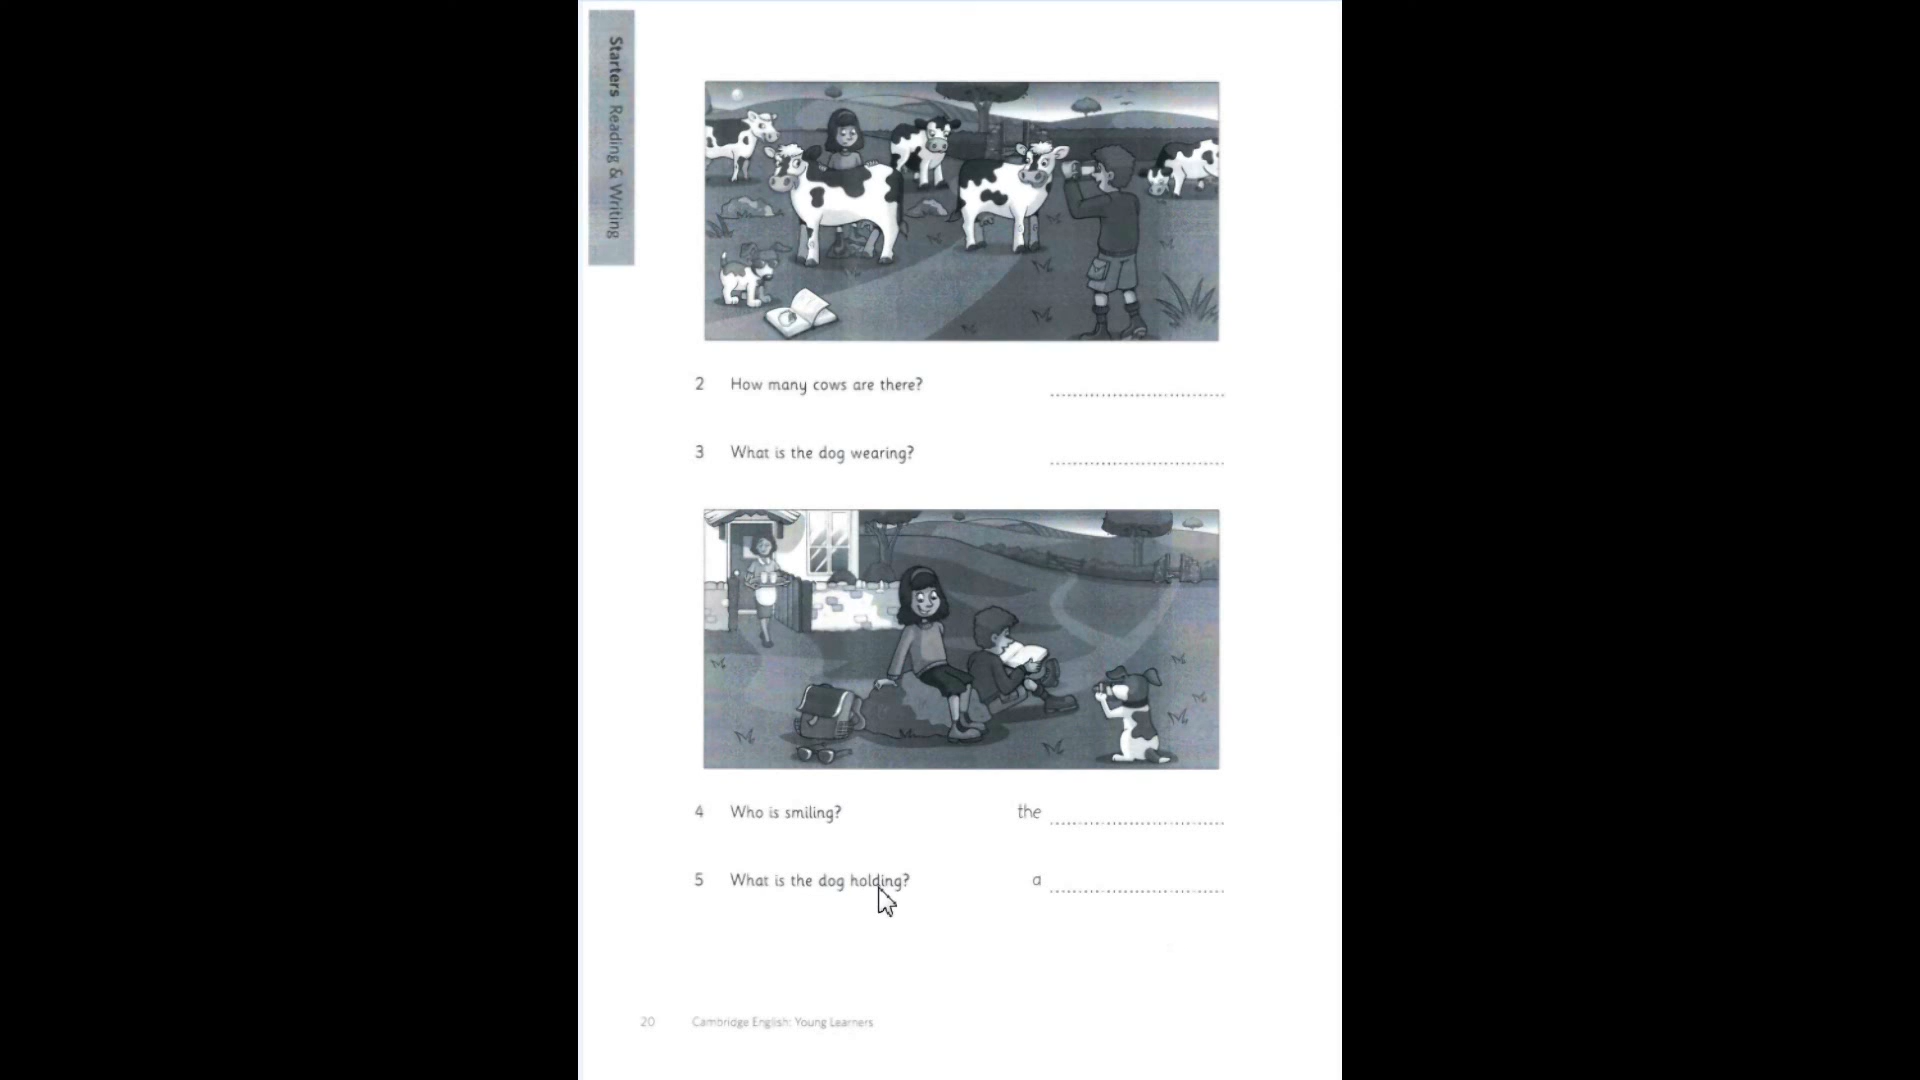 Starters Reading & Writing
2 How many cows are there? ........................................
3 What is the dog wearing? ........................................
4 Who is smiling? the ........................................
5 What is the dog holding? a ........................................
20 Cambridge English: Young Learners